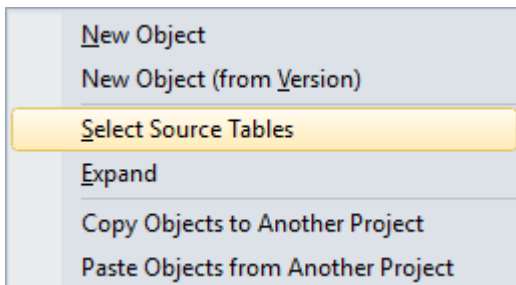 New Object
New Object (from Version)
Select Source Tables
Expand
Copy Objects to Another Project
Paste Objects from Another Project